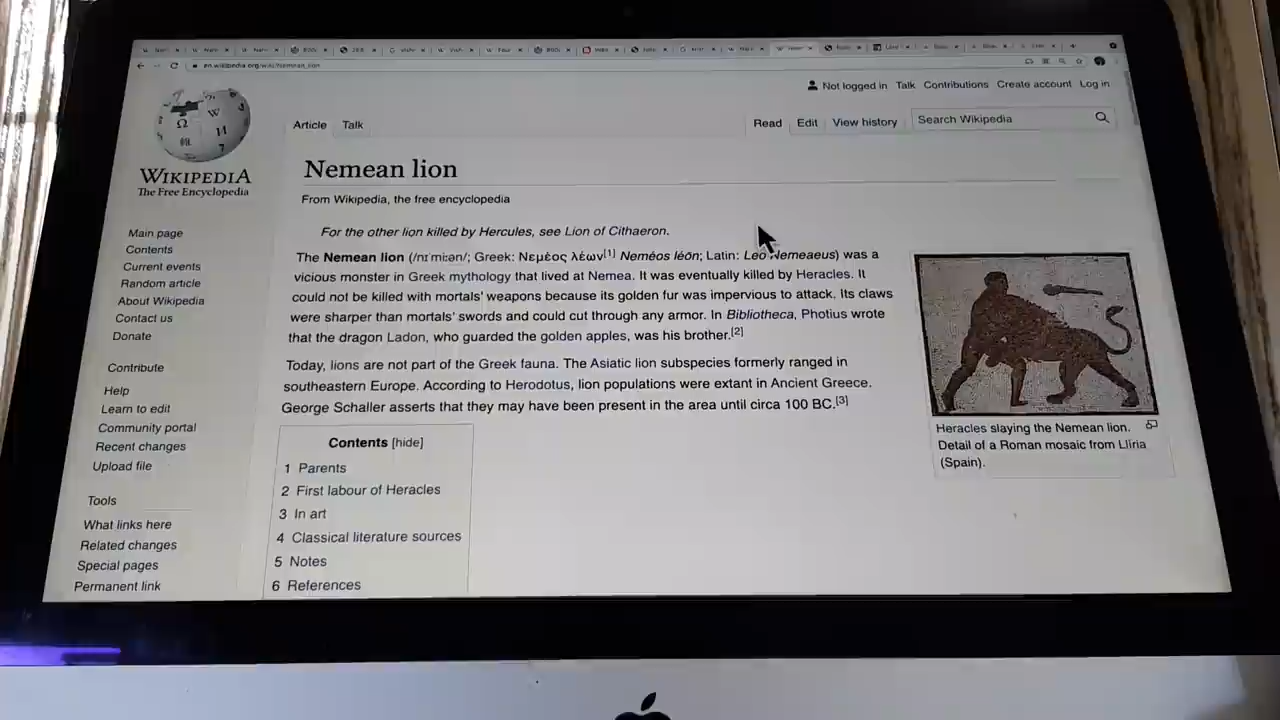 en.wikipedia.org/wiki/Nemean_lion
Not logged in Talk Contributions Create account Log in
Article Talk
Read Edit View history Search Wikipedia
WIKIPEDIA
The Free Encyclopedia
Nemean lion
From Wikipedia, the free encyclopedia
For the other lion killed by Hercules, see Lion of Cithaeron.
The Nemean lion (/nɪˈmiːən/; Greek: Νεμέος λέων[1] Neméos léōn; Latin: Leo Nemeaeus) was a
vicious monster in Greek mythology that lived at Nemea. It was eventually killed by Heracles. It
could not be killed with mortals' weapons because its golden fur was impervious to attack. Its claws
were sharper than mortals' swords and could cut through any armor. In Bibliotheca, Photius wrote
that the dragon Ladon, who guarded the golden apples, was his brother.[2]
Today, lions are not part of the Greek fauna. The Asiatic lion subspecies formerly ranged in
southeastern Europe. According to Herodotus, lion populations were extant in Ancient Greece.
George Schaller asserts that they may have been present in the area until circa 100 BC.[3]
Contents [hide]
1 Parents
2 First labour of Heracles
3 In art
4 Classical literature sources
5 Notes
6 References
Heracles slaying the Nemean lion.
Detail of a Roman mosaic from Llíria
(Spain).
Main page
Contents
Current events
Random article
About Wikipedia
Contact us
Donate
Contribute
Help
Learn to edit
Community portal
Recent changes
Upload file
Tools
What links here
Related changes
Special pages
Permanent link